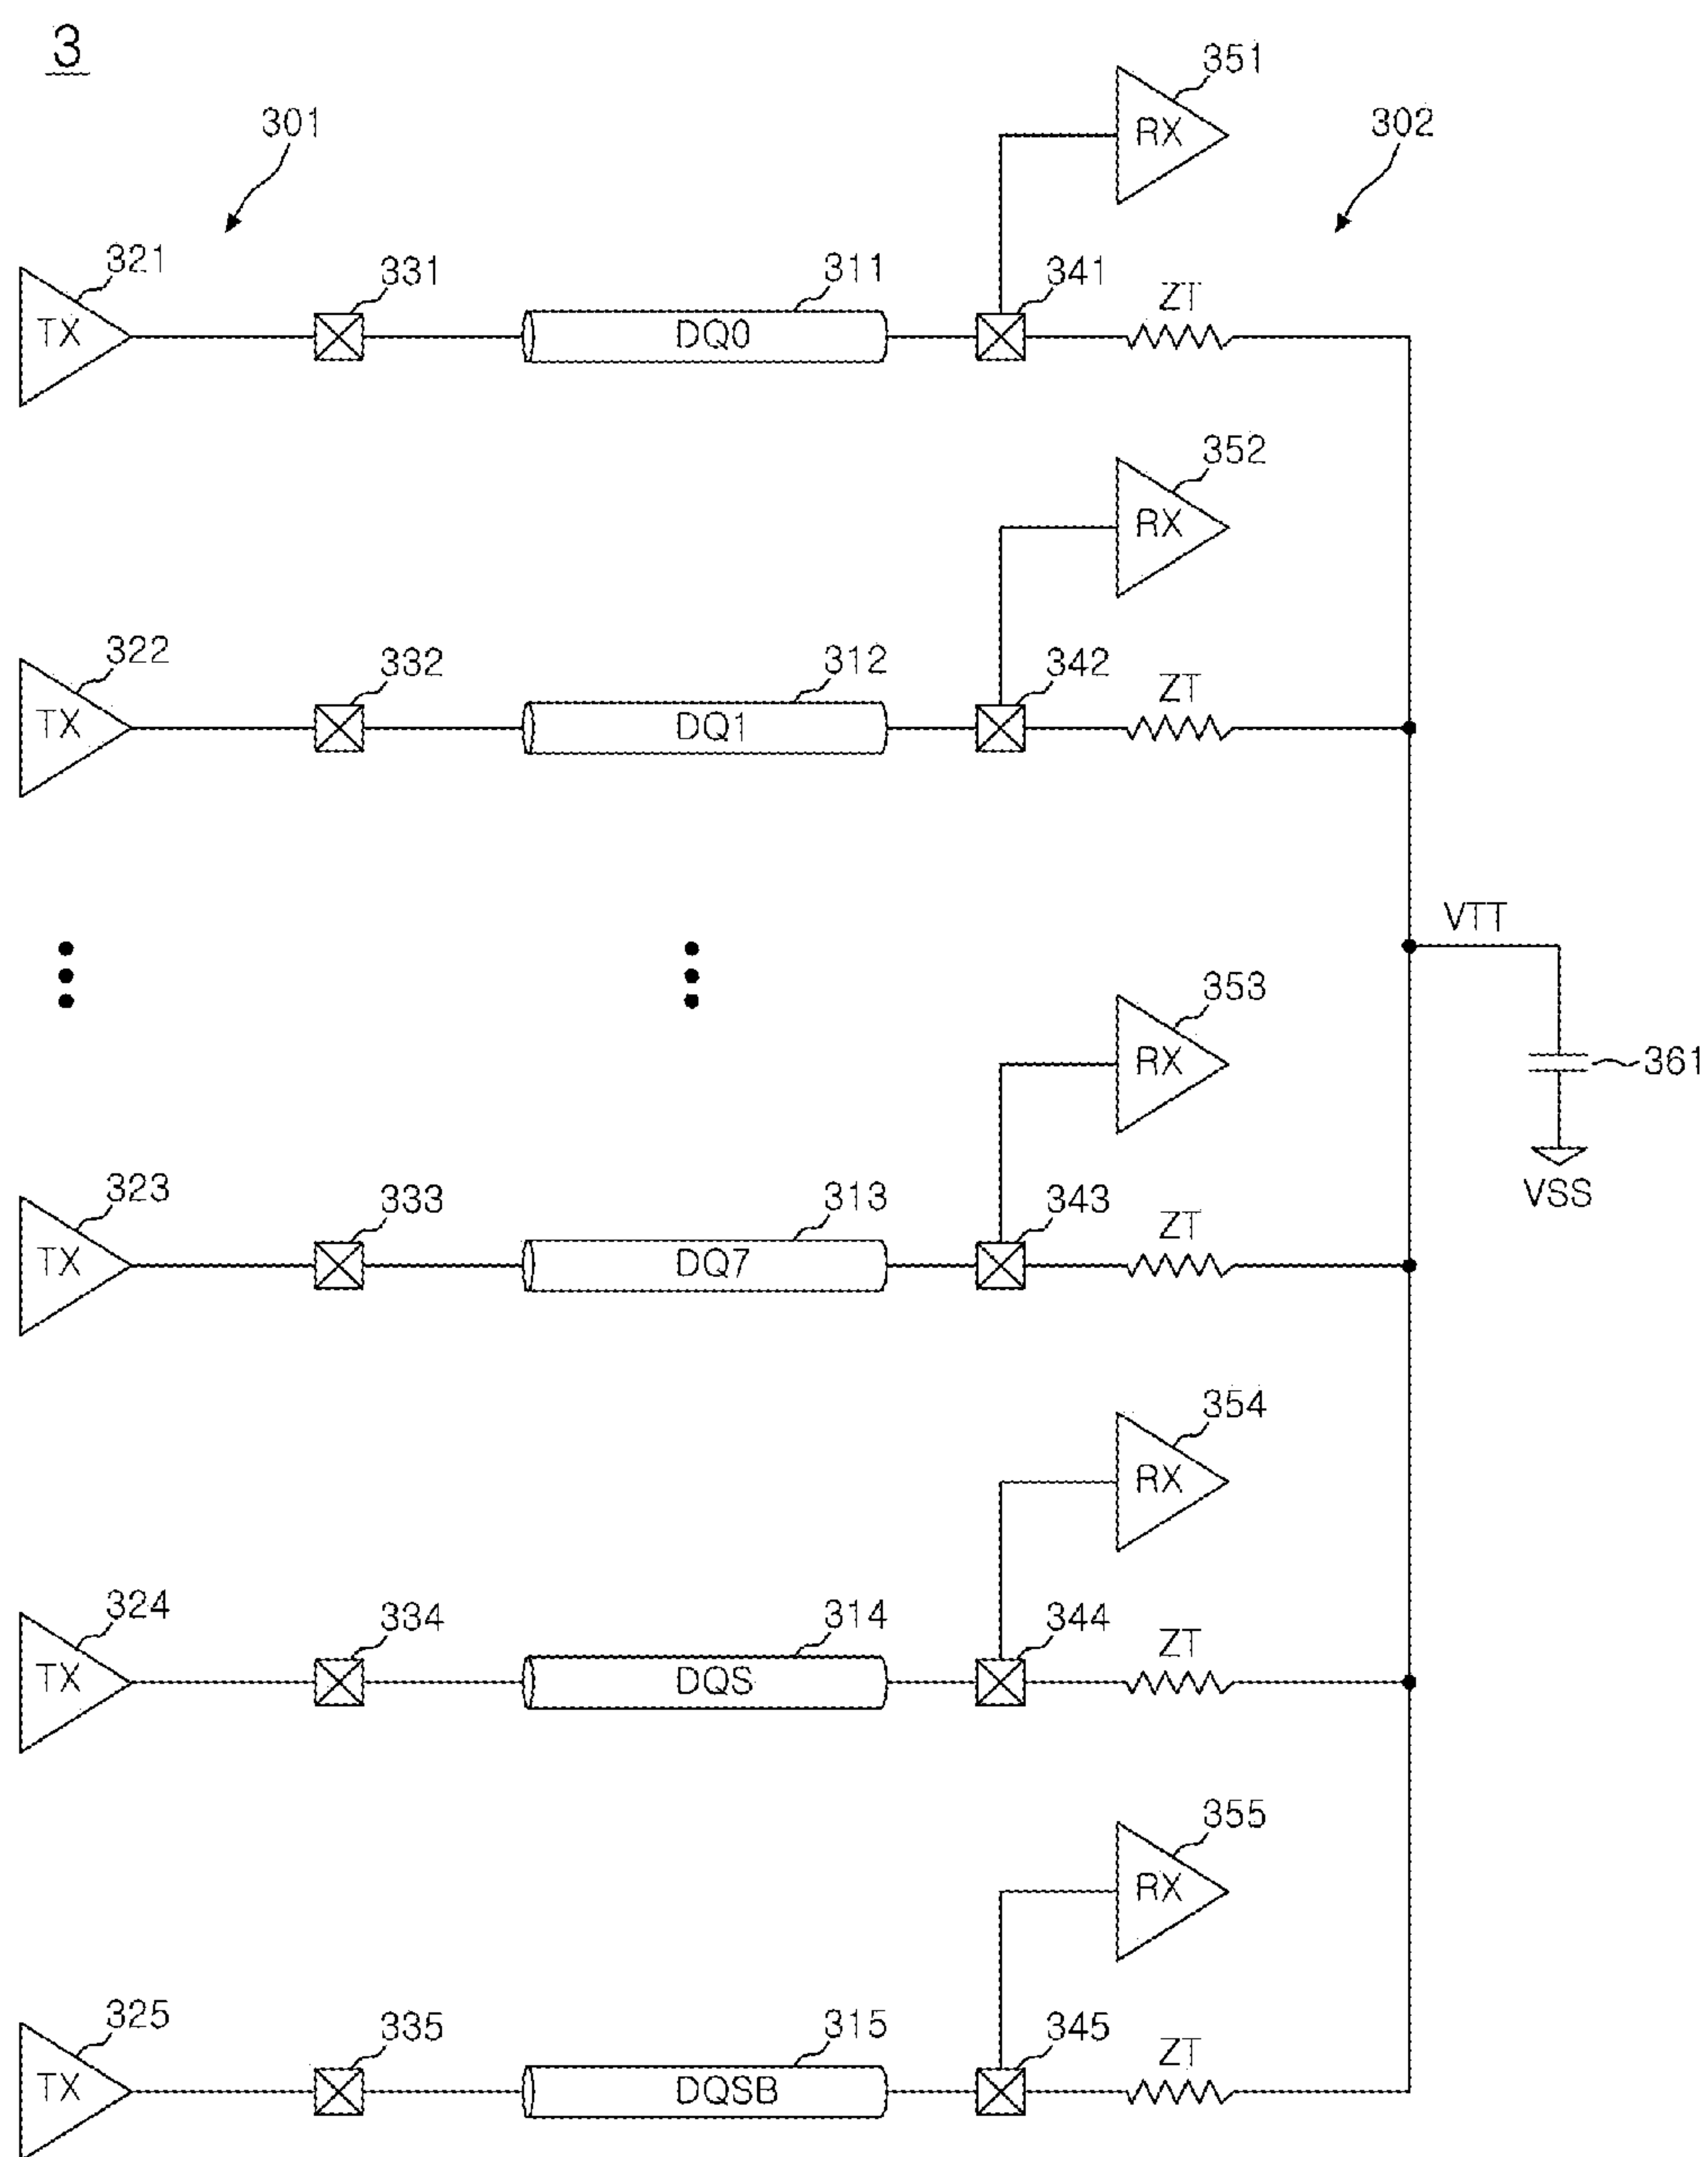 3
351
301
RX
302
321
331
311
341
ZT
TX
DQ0
352
RX
322
332
312
342
ZT
TX
DQ1
VTT
353
RX
361
323
333
313
343
ZT
VSS
TX
DQ7
354
RX
324
334
314
344
ZT
TX
DQS
355
RX
325
335
315
345
ZT
TX
DQSB